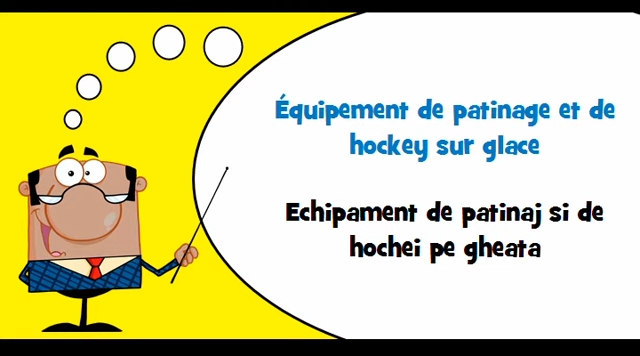 Équipement de patinage et de
hockey sur glace
Echipament de patinaj si de
hochei pe gheata